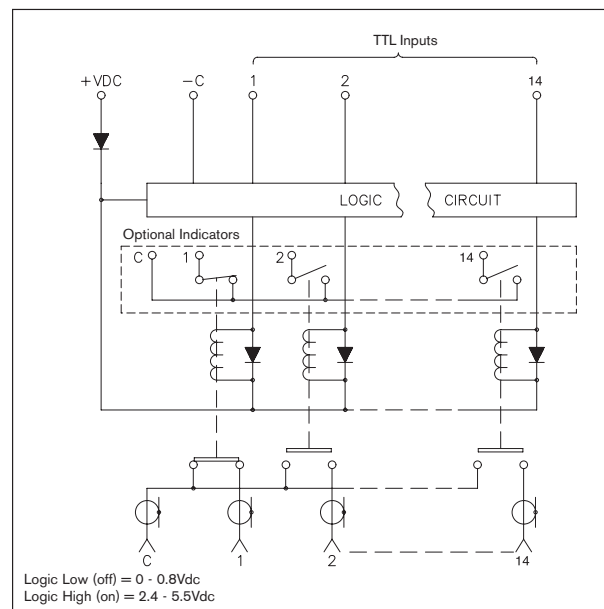 TTL Inputs
+VDC -C 1 2 14
LOGIC CIRCUIT
Optional Indicators
C 1 2 14
C 1 2 14
Logic Low (off) = 0 - 0.8Vdc
Logic High (on) = 2.4 - 5.5Vdc